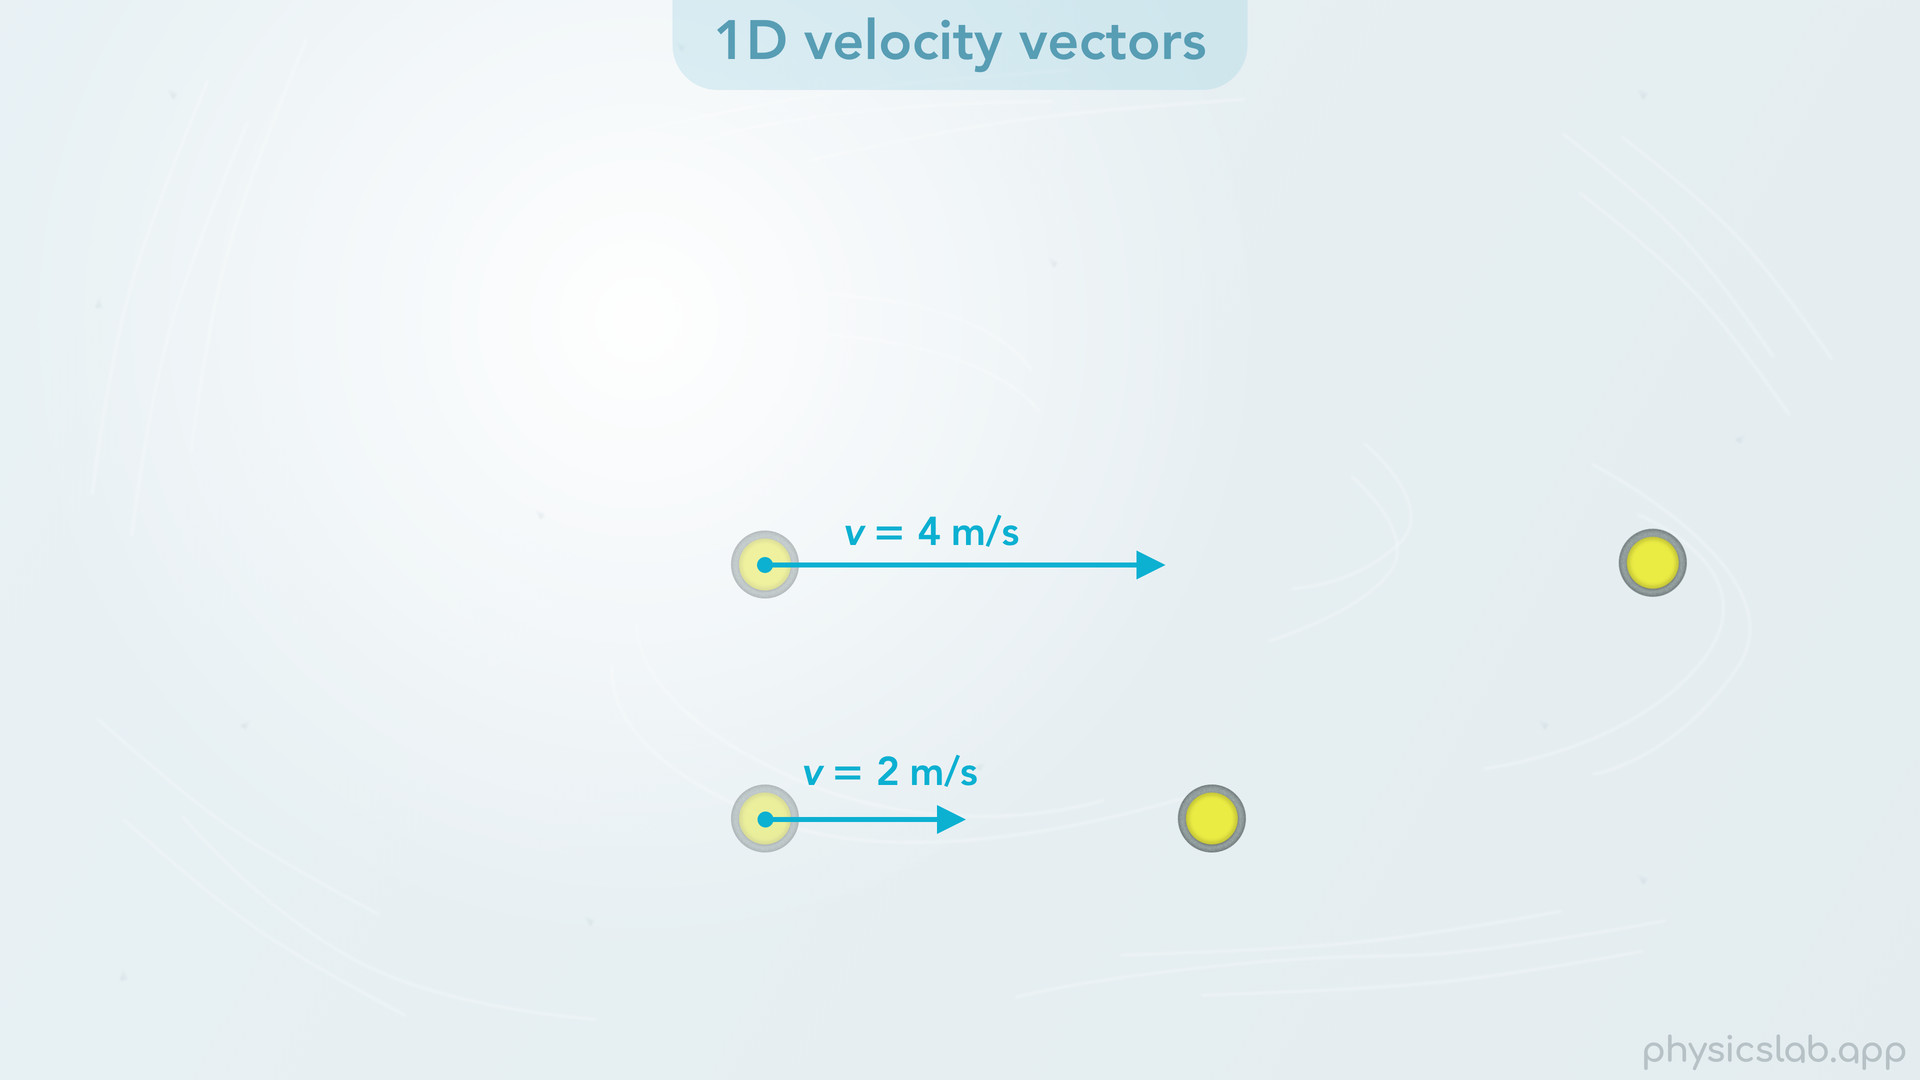 1D velocity vectors
v = 4 m/s
v = 2 m/s
physicslab.app